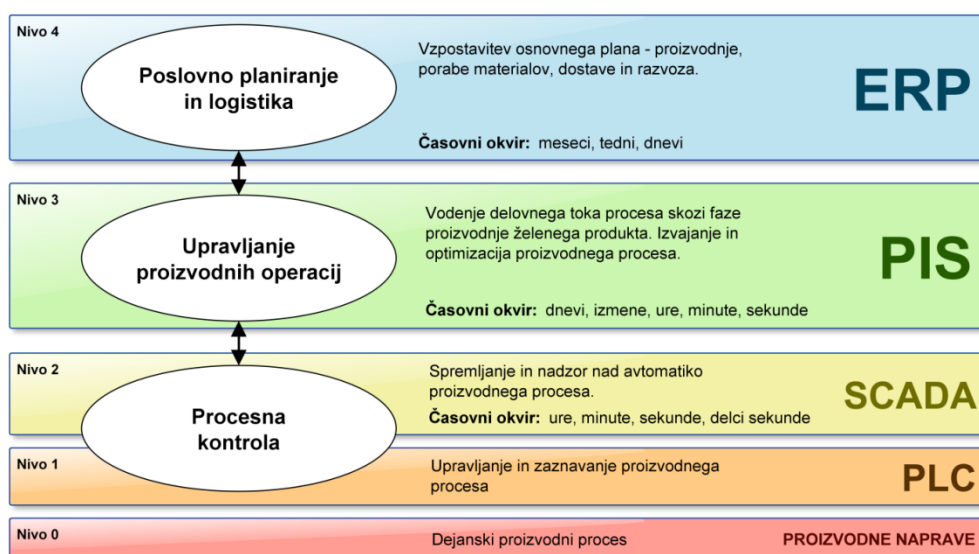 Nivo 4
Poslovno planiranje
in logistika
Vzpostavitev osnovnega plana - proizvodnje,
porabe materialov, dostave in razvoza.
Časovni okvir: meseci, tedni, dnevi
ERP
Nivo 3
Upravljanje
proizvodnih operacij
Vodenje delovnega toka procesa skozi faze
proizvodnje želenega produkta. Izvajanje in
optimizacija proizvodnega procesa.
Časovni okvir: dnevi, izmene, ure, minute, sekunde
PIS
Nivo 2
Procesna
kontrola
Spremljanje in nadzor nad avtomatiko
proizvodnega procesa.
Časovni okvir: ure, minute, sekunde, delci sekunde
SCADA
Nivo 1
Upravljanje in zaznavanje proizvodnega
procesa
PLC
Nivo 0
Dejanski proizvodni proces
PROIZVODNE NAPRAVE